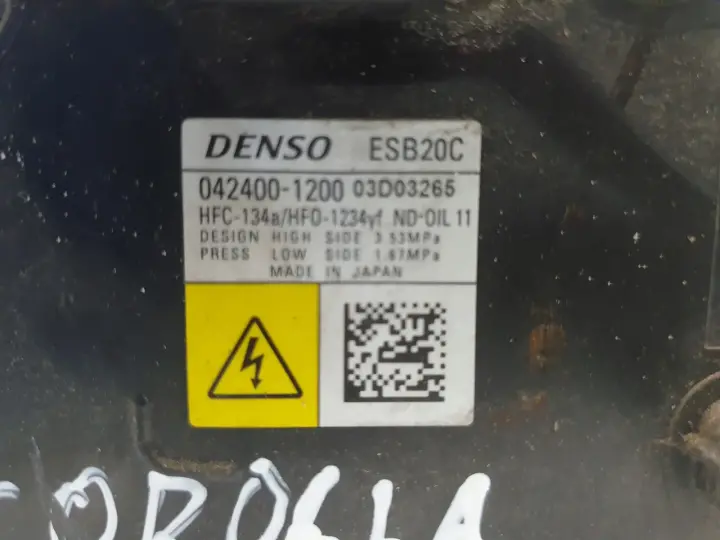 DENSO ESB20C
042400-1200 03D03265
HFC-134a/HFO-1234yf ND-OIL 11
DESIGN HIGH SIDE 3.53MPa
PRESS LOW SIDE 1.67MPa
MADE IN JAPAN
COROLLA